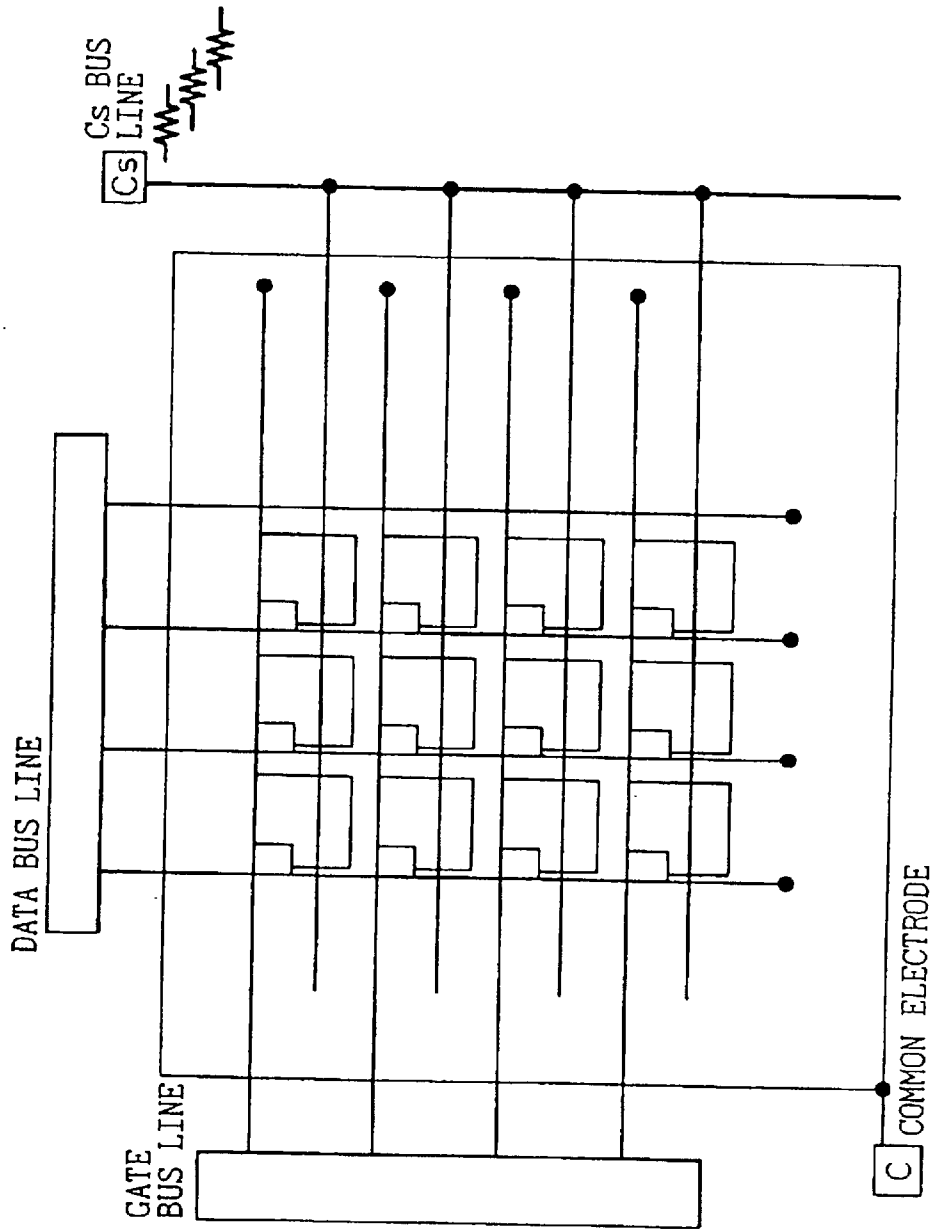 Cs
Cs BUS
LINE
DATA BUS LINE
GATE
BUS LINE
C
COMMON ELECTRODE